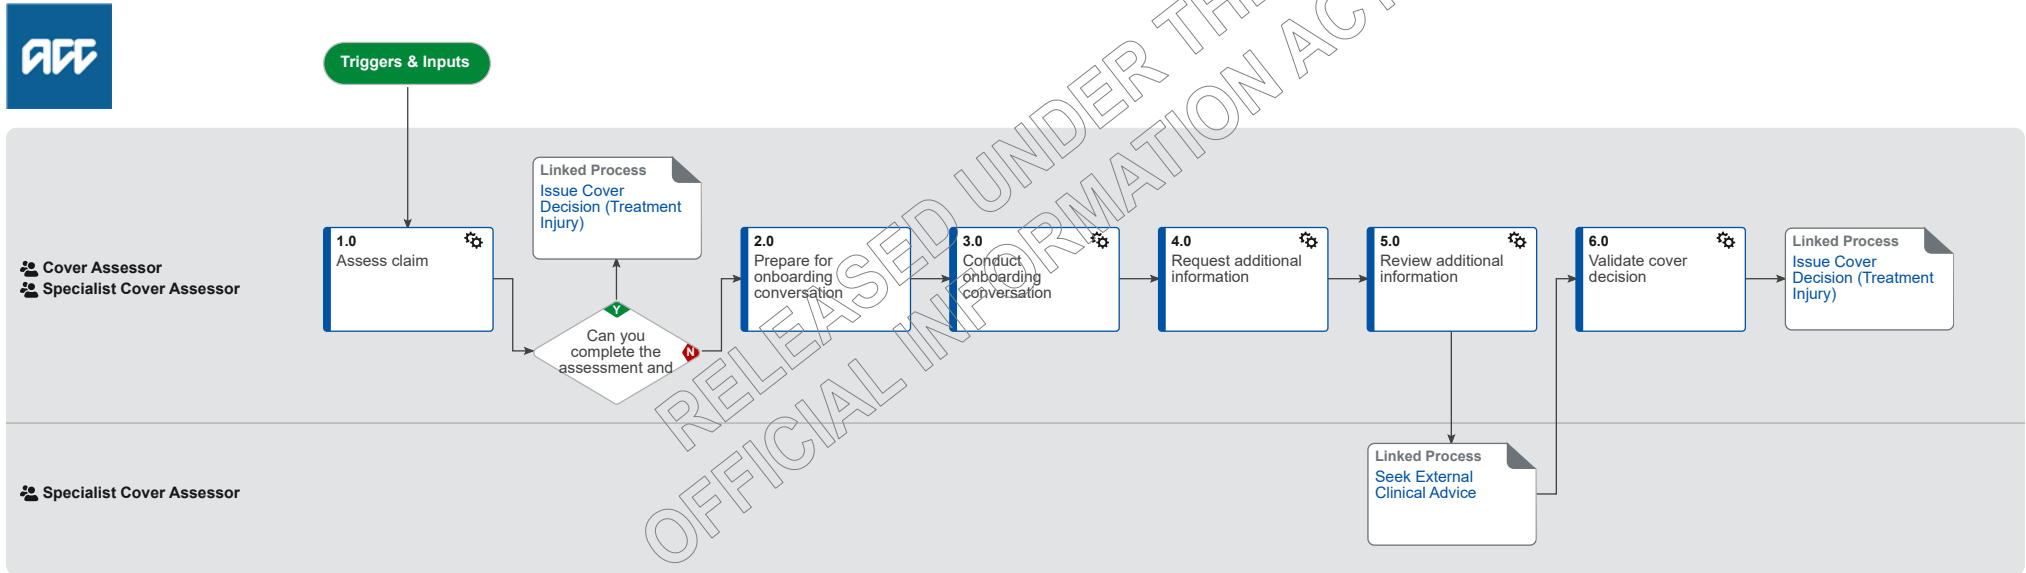 ACC
Triggers & Inputs
Cover Assessor
Specialist Cover Assessor
1.0
Assess claim
Linked Process
Issue Cover
Decision (Treatment
Injury)
Y
Can you
complete the
assessment and
N
2.0
Prepare for
onboarding
conversation
3.0
Conduct
onboarding
conversation
4.0
Request additional
information
5.0
Review additional
information
6.0
Validate cover
decision
Linked Process
Issue Cover
Decision (Treatment
Injury)
Specialist Cover Assessor
Linked Process
Seek External
Clinical Advice
RELEASED UNDER THE
OFFICIAL INFORMATION ACT